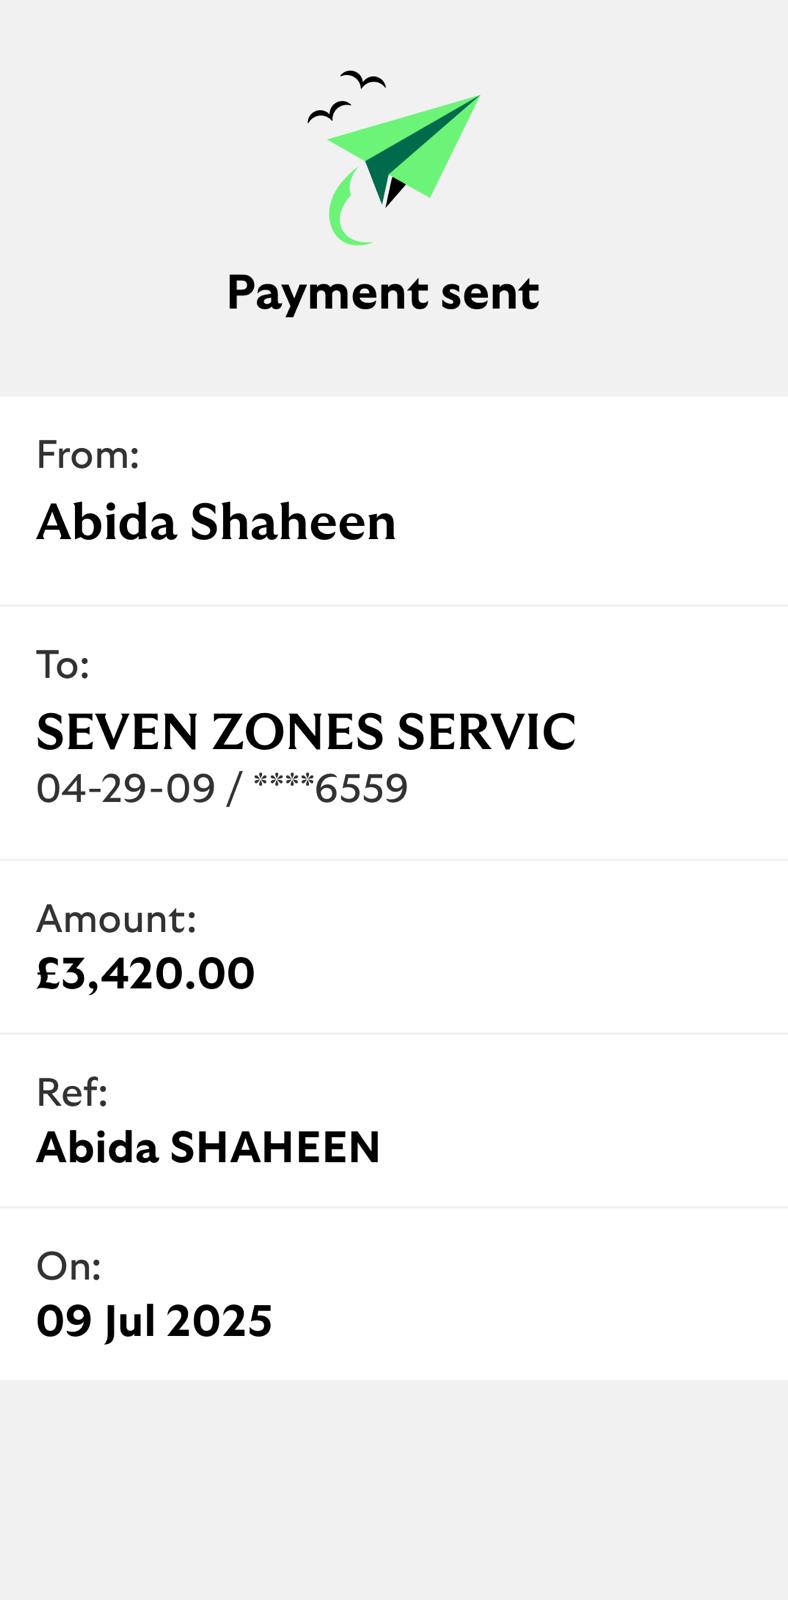 Payment sent
From:
Abida Shaheen
To:
SEVEN ZONES SERVIC
04-29-09 / ****6559
Amount:
£3,420.00
Ref:
Abida SHAHEEN
On:
09 Jul 2025